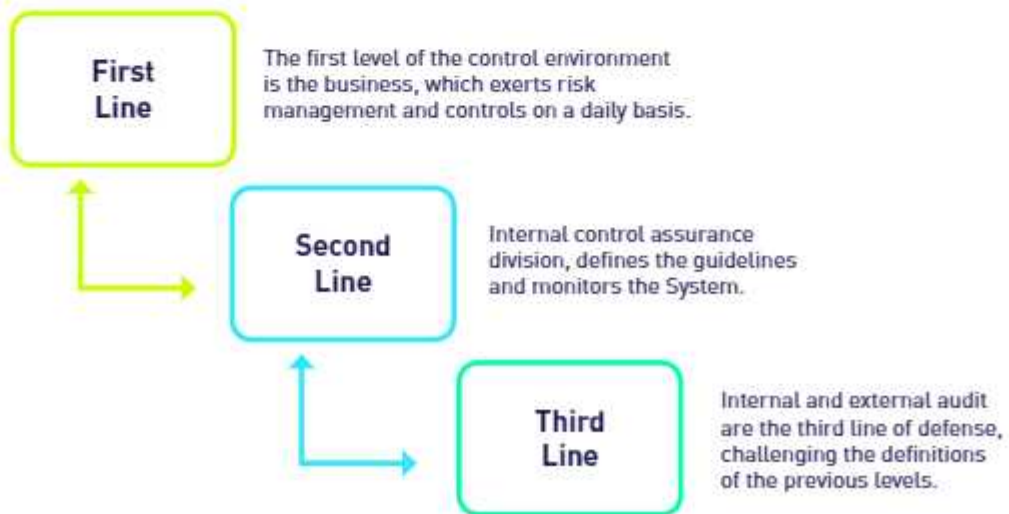 First
Line
The first level of the control environment
is the business, which exerts risk
management and controls on a daily basis.
Second
Line
Internal control assurance
division, defines the guidelines
and monitors the System.
Third
Line
Internal and external audit
are the third line of defense,
challenging the definitions
of the previous levels.